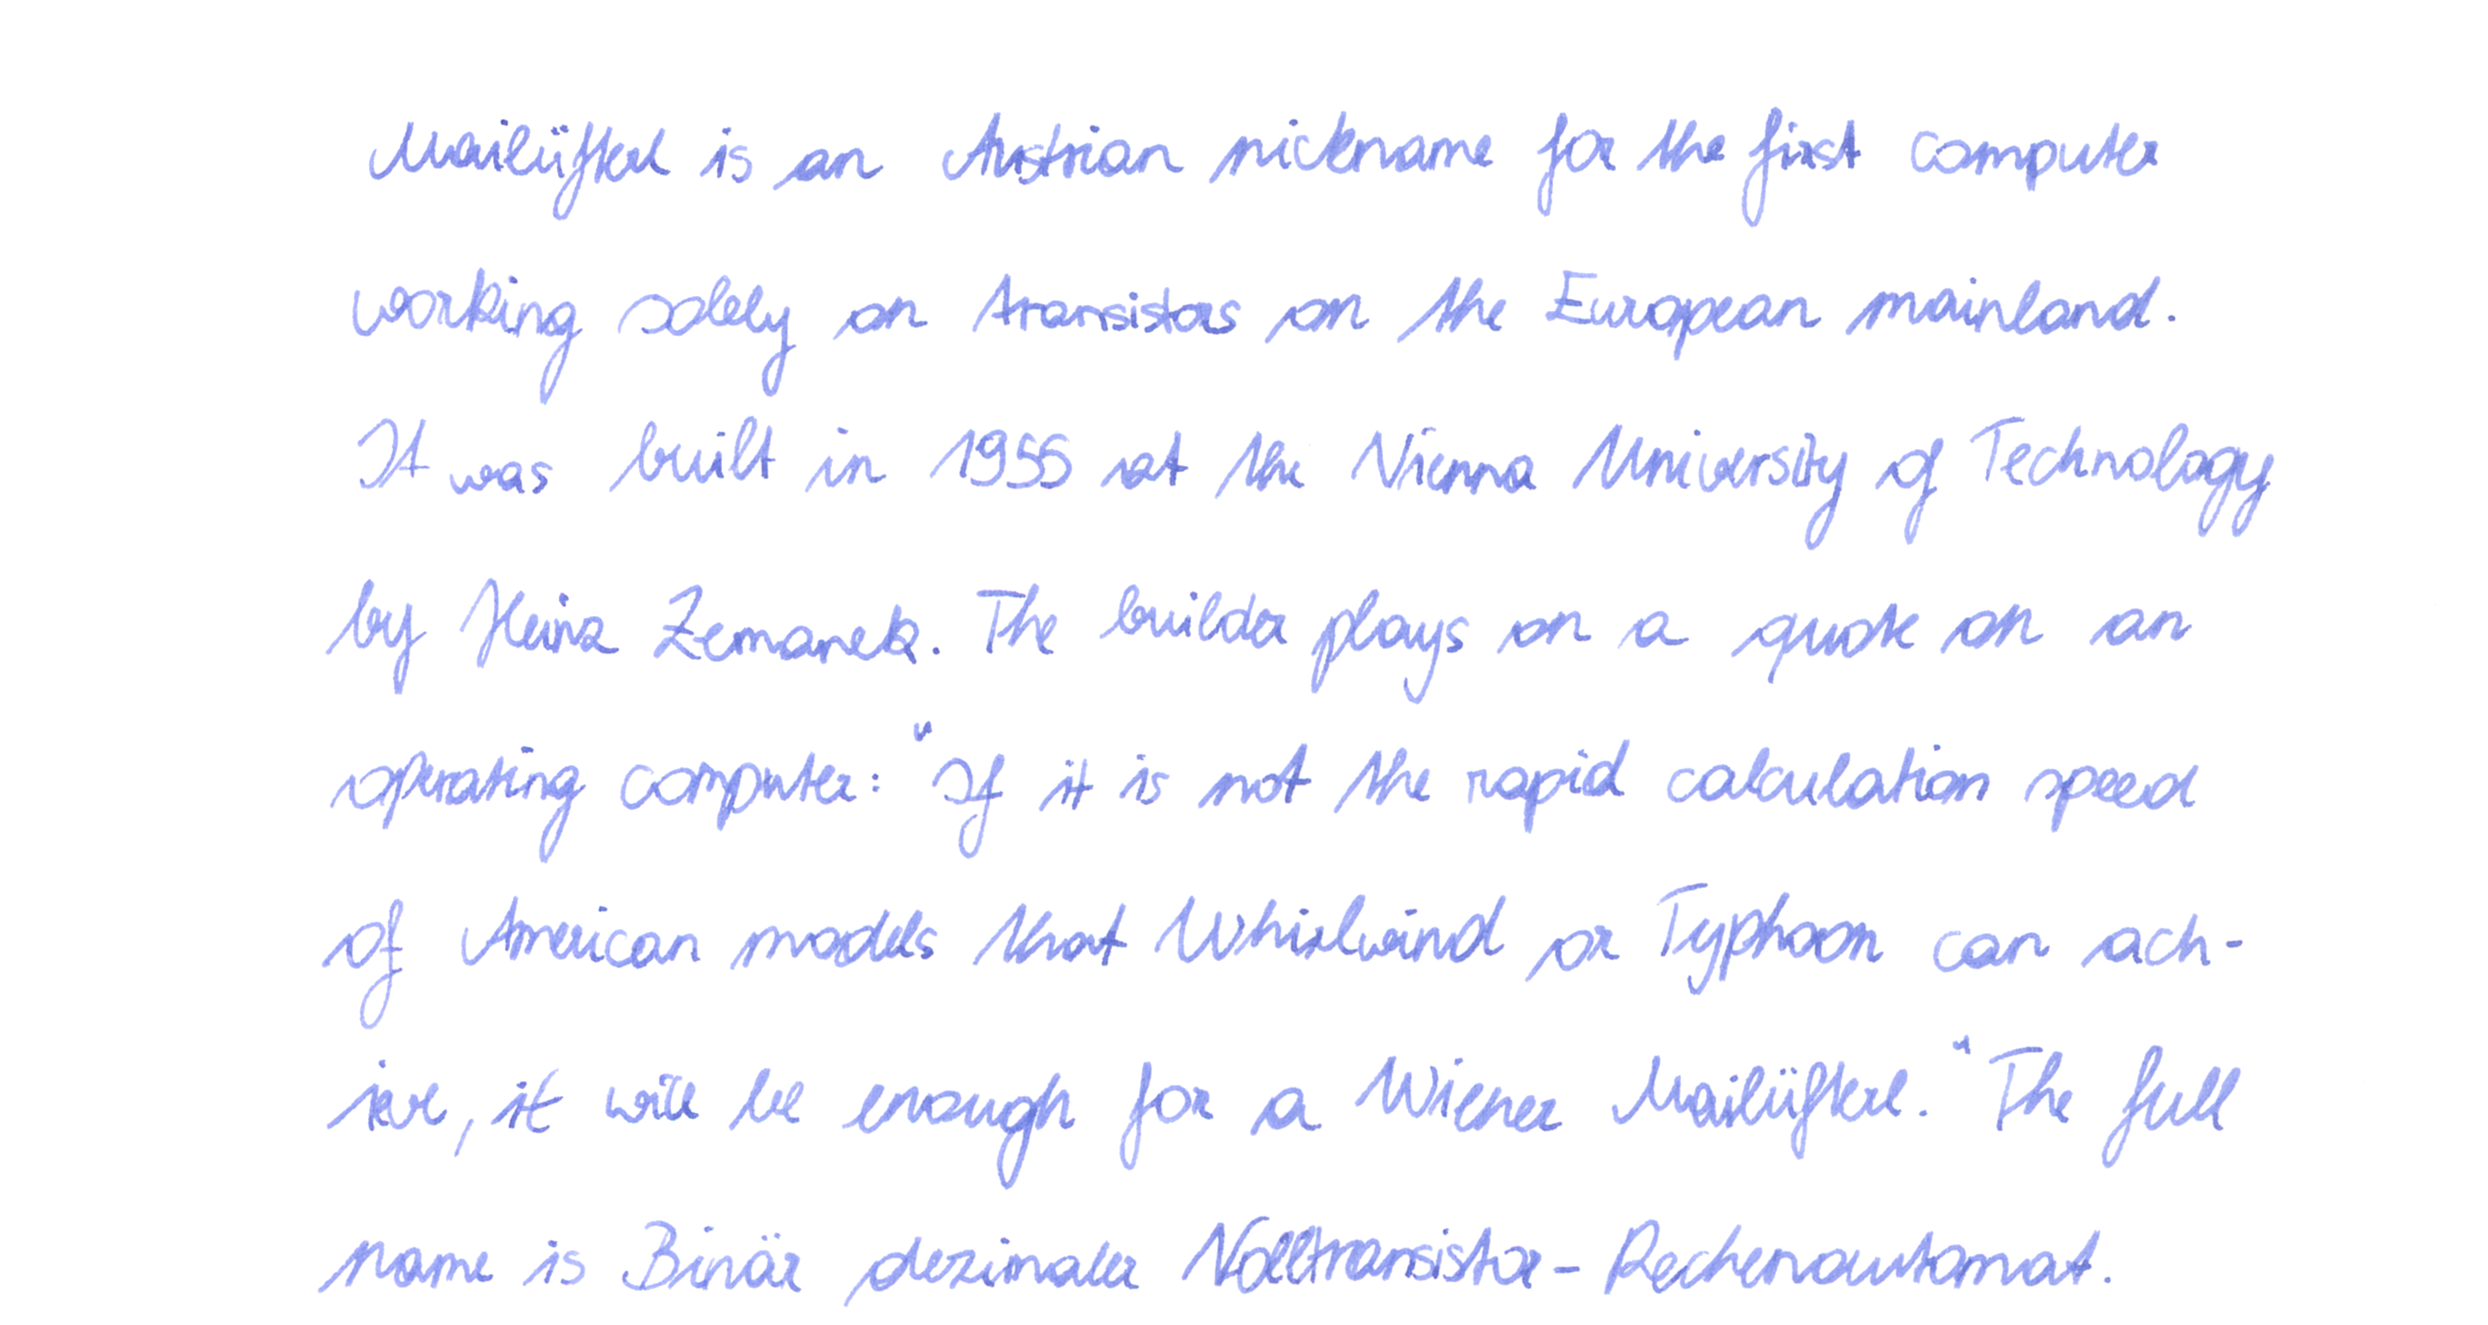 Mailüfterl is an Austrian nickname for the first computer
working solely on transistors on the European mainland.
It was built in 1955 at the Vienna University of Technology
by Heinz Zemanek. The builder plays on a quote on an
operating computer: "If it is not the rapid calculation speed
of American models that Whirlwind or Typhoon can ach-
ieve, it will be enough for a Wiener Mailüfterl." The full
name is Binär dezimaler Volltransistor-Rechenautomat.